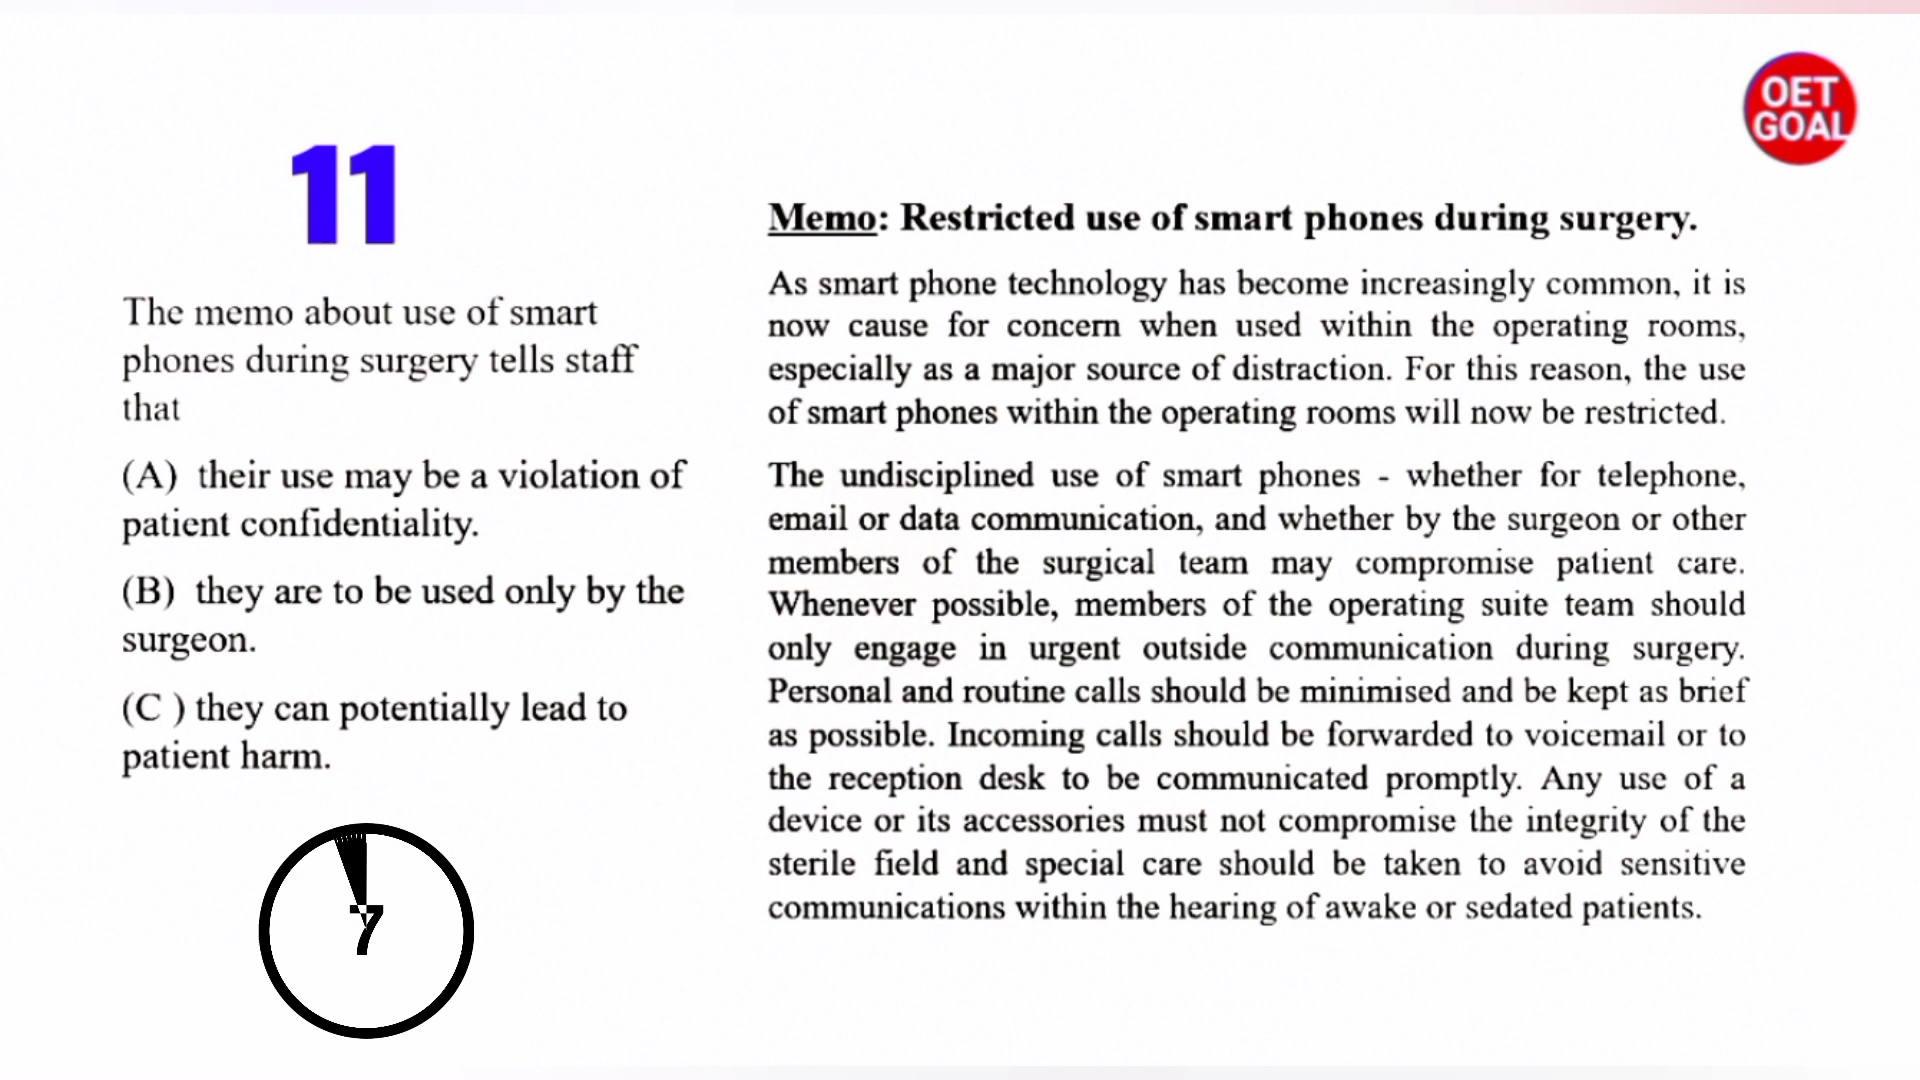 OET
GOAL
11
The memo about use of smart
phones during surgery tells staff
that
(A) their use may be a violation of
patient confidentiality.
(B) they are to be used only by the
surgeon.
(C ) they can potentially lead to
patient harm.
7
Memo: Restricted use of smart phones during surgery.
As smart phone technology has become increasingly common, it is
now cause for concern when used within the operating rooms,
especially as a major source of distraction. For this reason, the use
of smart phones within the operating rooms will now be restricted.
The undisciplined use of smart phones - whether for telephone,
email or data communication, and whether by the surgeon or other
members of the surgical team may compromise patient care.
Whenever possible, members of the operating suite team should
only engage in urgent outside communication during surgery.
Personal and routine calls should be minimised and be kept as brief
as possible. Incoming calls should be forwarded to voicemail or to
the reception desk to be communicated promptly. Any use of a
device or its accessories must not compromise the integrity of the
sterile field and special care should be taken to avoid sensitive
communications within the hearing of awake or sedated patients.